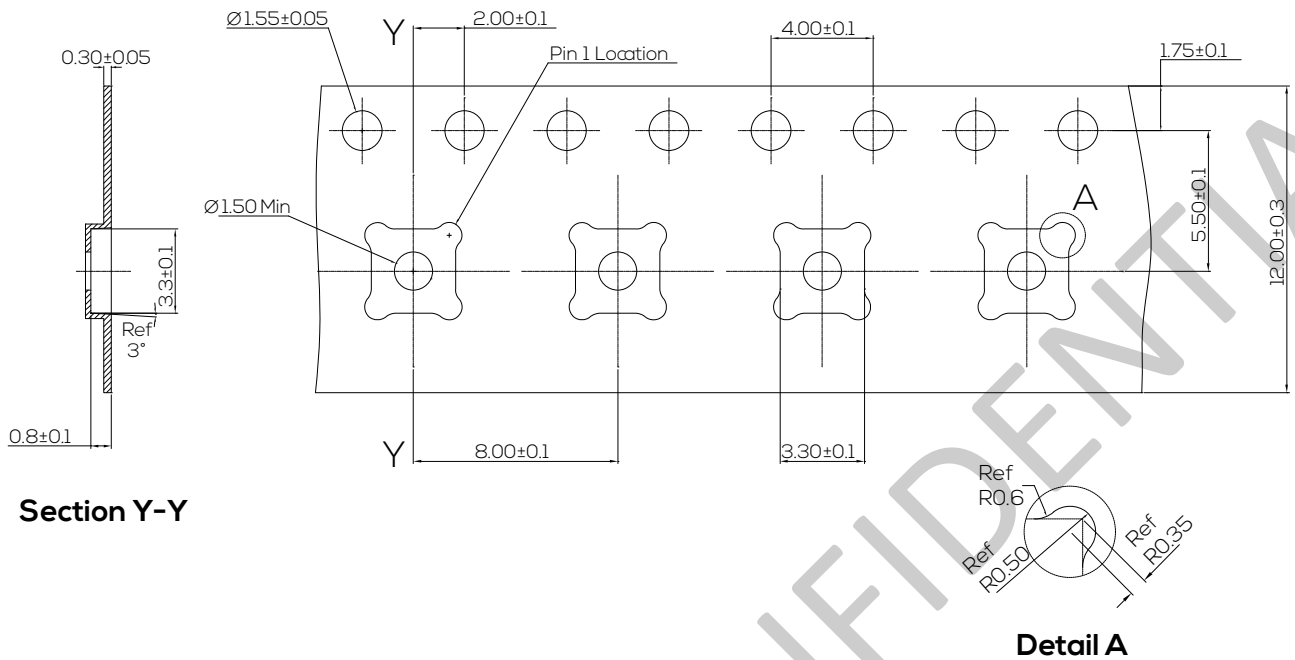 Ø1.55±0.05
Y
2.00±0.1
4.00±0.1
1.75±0.1
0.30±0.05
Pin 1 Location
Ø1.50 Min
A
5.50±0.1
12.00±0.3
3.3±0.1
Ref
3°
0.8±0.1
Y
8.00±0.1
3.30±0.1
Section Y-Y
Ref
R0.6
Ref
R0.50
Ref
R0.35
Detail A
IFIDENTIA